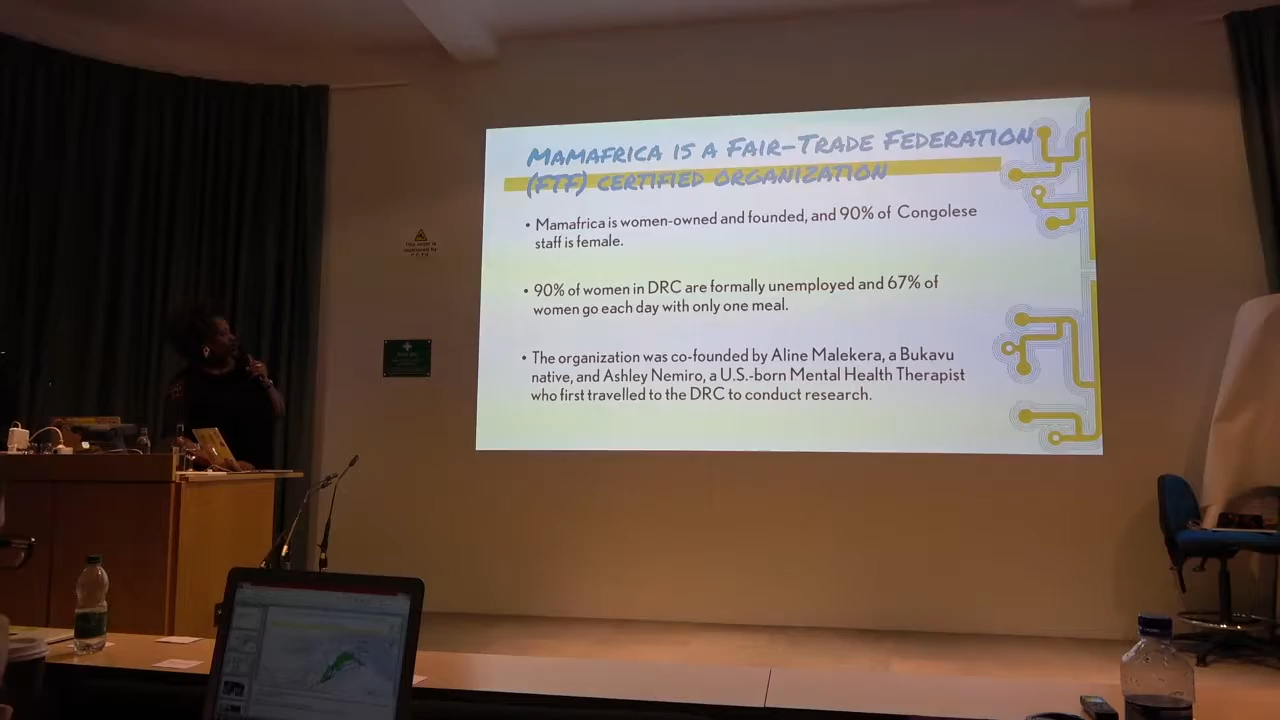 MAMAFRICA IS A FAIR-TRADE FEDERATION
(FTF) CERTIFIED ORGANIZATION
• Mamafrica is women-owned and founded, and 90% of Congolese
staff is female.
• 90% of women in DRC are formally unemployed and 67% of
women go each day with only one meal.
• The organization was co-founded by Aline Malekera, a Bukavu
native, and Ashley Nemiro, a U.S.-born Mental Health Therapist
who first travelled to the DRC to conduct research.